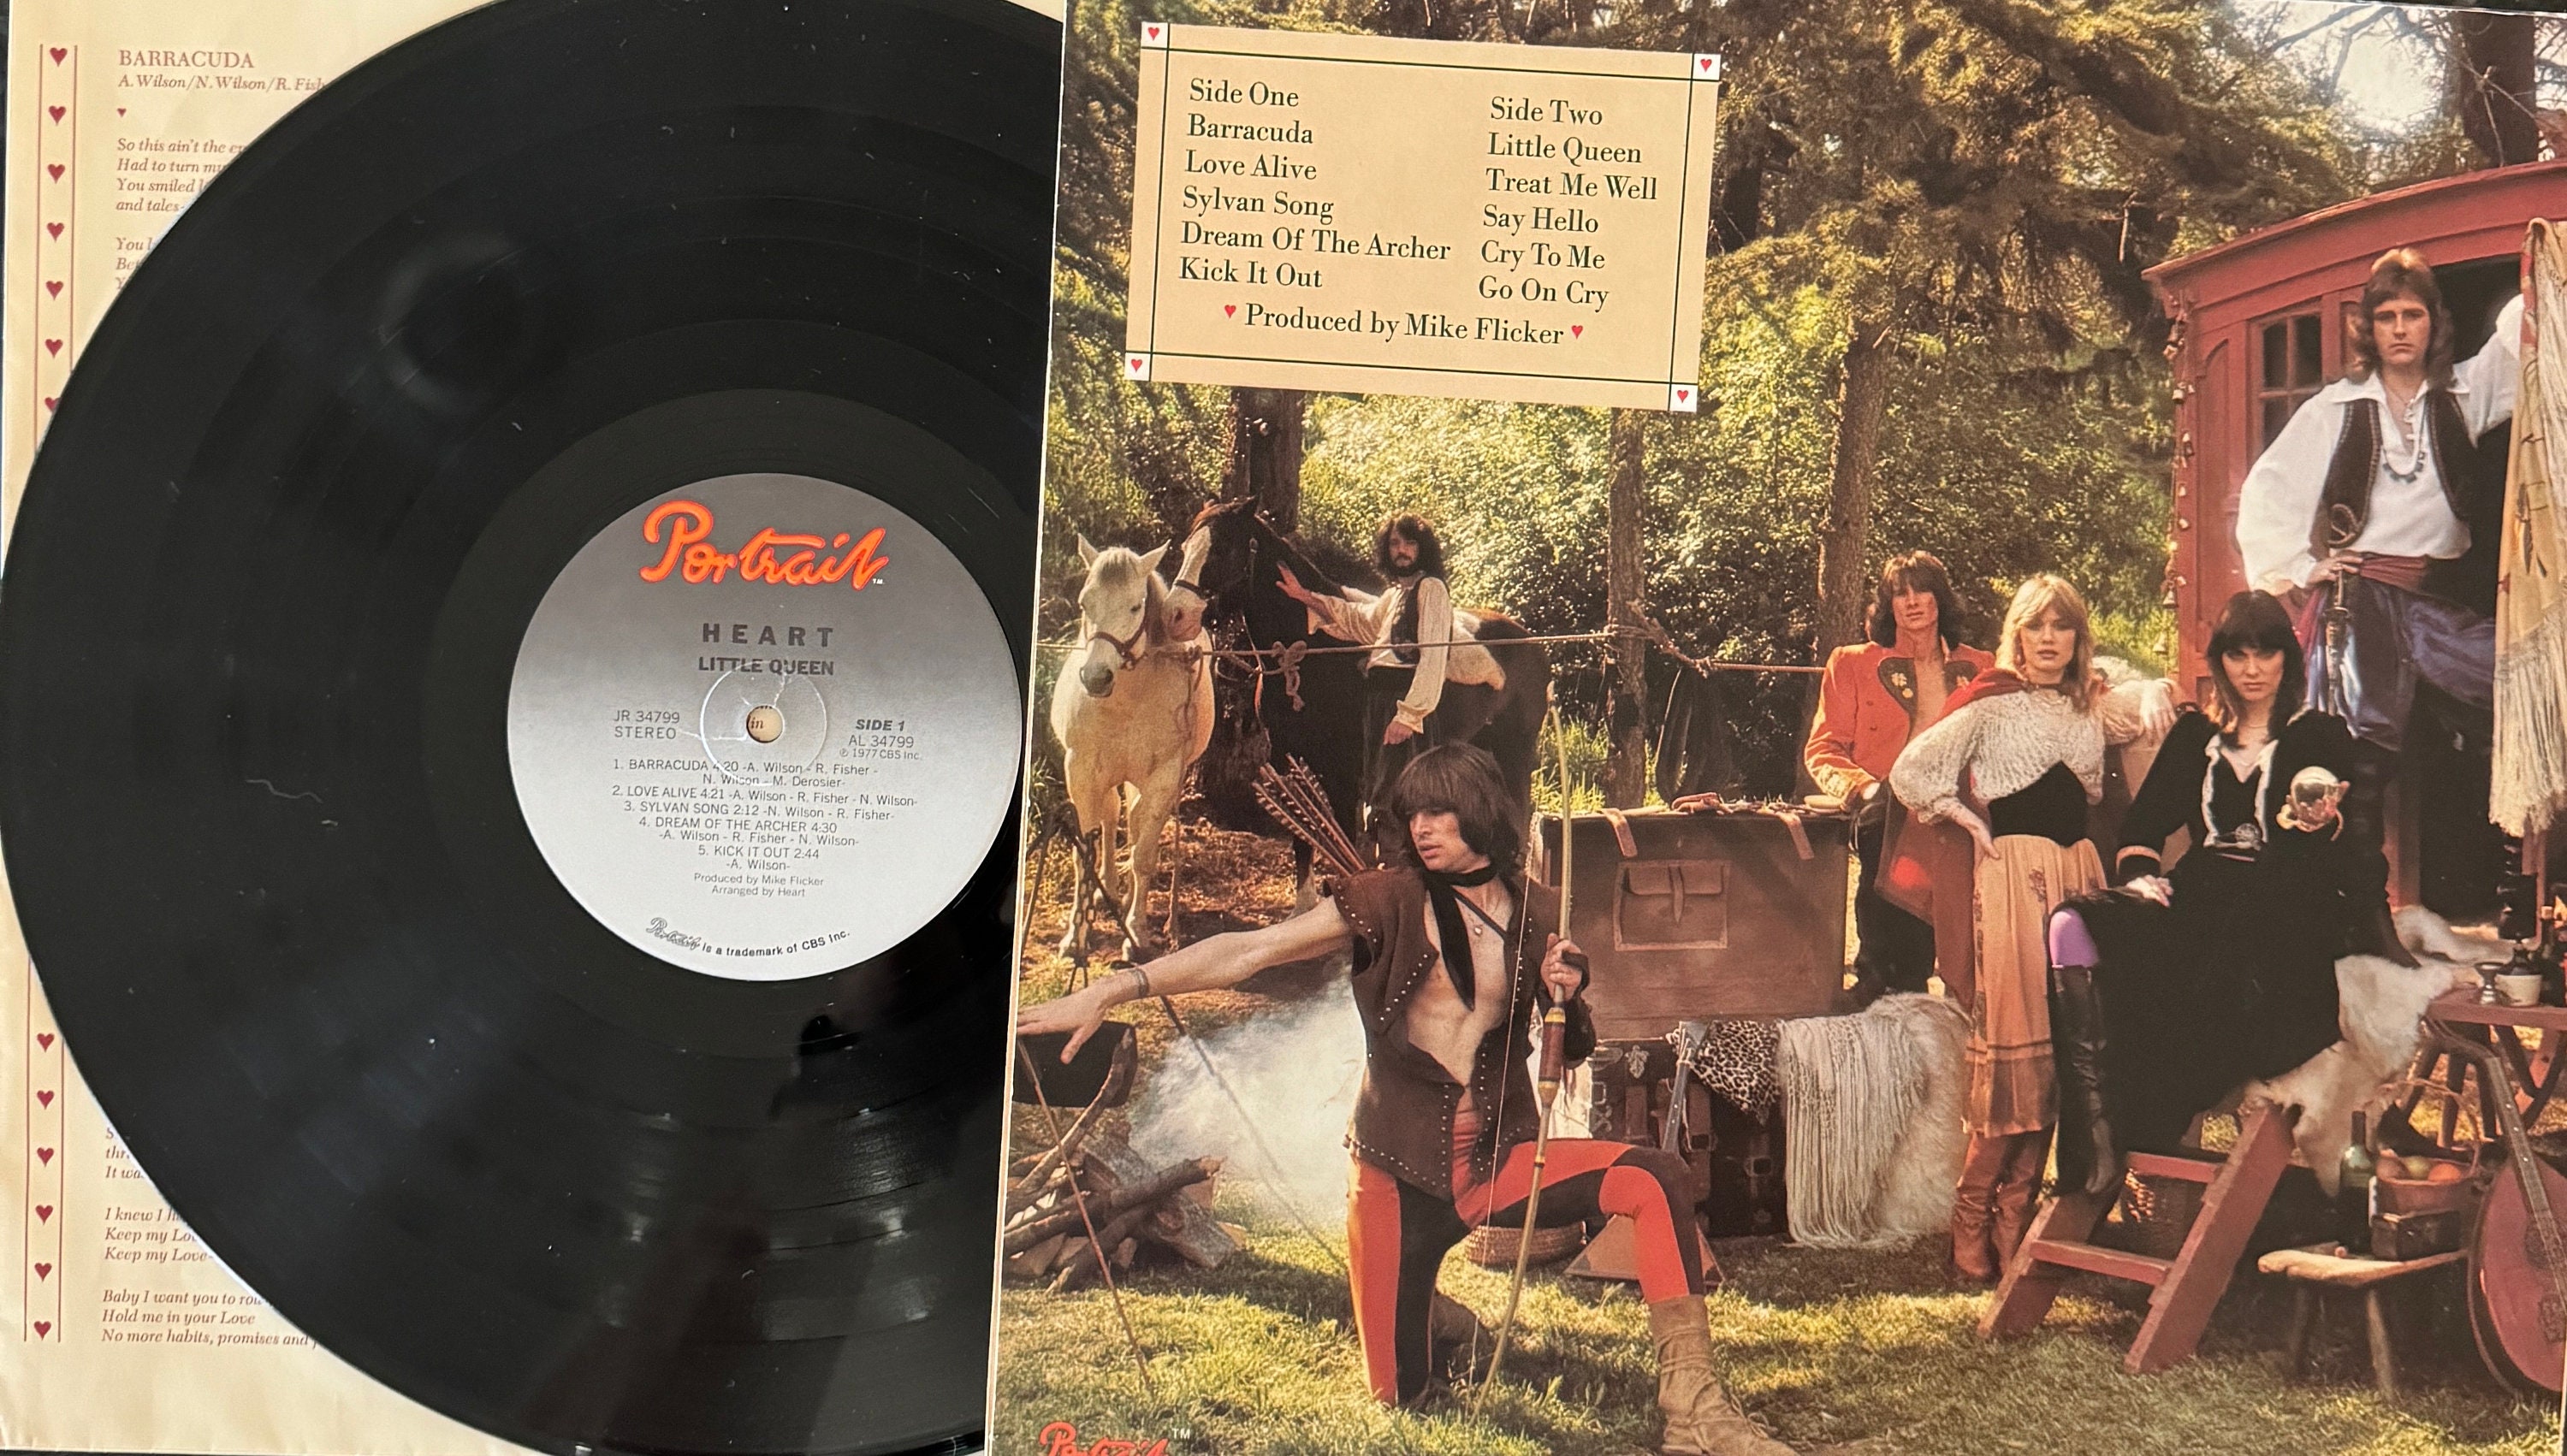 BARRACUDA
A. Wilson/N. Wilson/R. Fish
So this ain't the
Had to turn
You smiled
and tales-
You
It
I knew I
Keep my
Keep my Love-
Baby I want you to
Hold me in your Love
No more habits, promises and
Portrait TM
HEART
LITTLE QUEEN
in
JR 34799
STEREO
SIDE 1
AL 34799
℗ 1977 CBS Inc.
1. BARRACUDA 4:20 -A. Wilson - R. Fisher -
N. Wilson - M. Derosier-
2. LOVE ALIVE 4:21 -A. Wilson - R. Fisher - N. Wilson-
3. SYLVAN SONG 2:12 -N. Wilson - R. Fisher-
4. DREAM OF THE ARCHER 4:30
-A. Wilson - R. Fisher - N. Wilson-
5. KICK IT OUT 2:44
-A. Wilson-
Produced by Mike Flicker
Arranged by Heart
Portrait is a trademark of CBS Inc.
Side One
Barracuda
Love Alive
Sylvan Song
Dream Of The Archer
Kick It Out
Side Two
Little Queen
Treat Me Well
Say Hello
Cry To Me
Go On Cry
♥ Produced by Mike Flicker ♥
Portrait TM